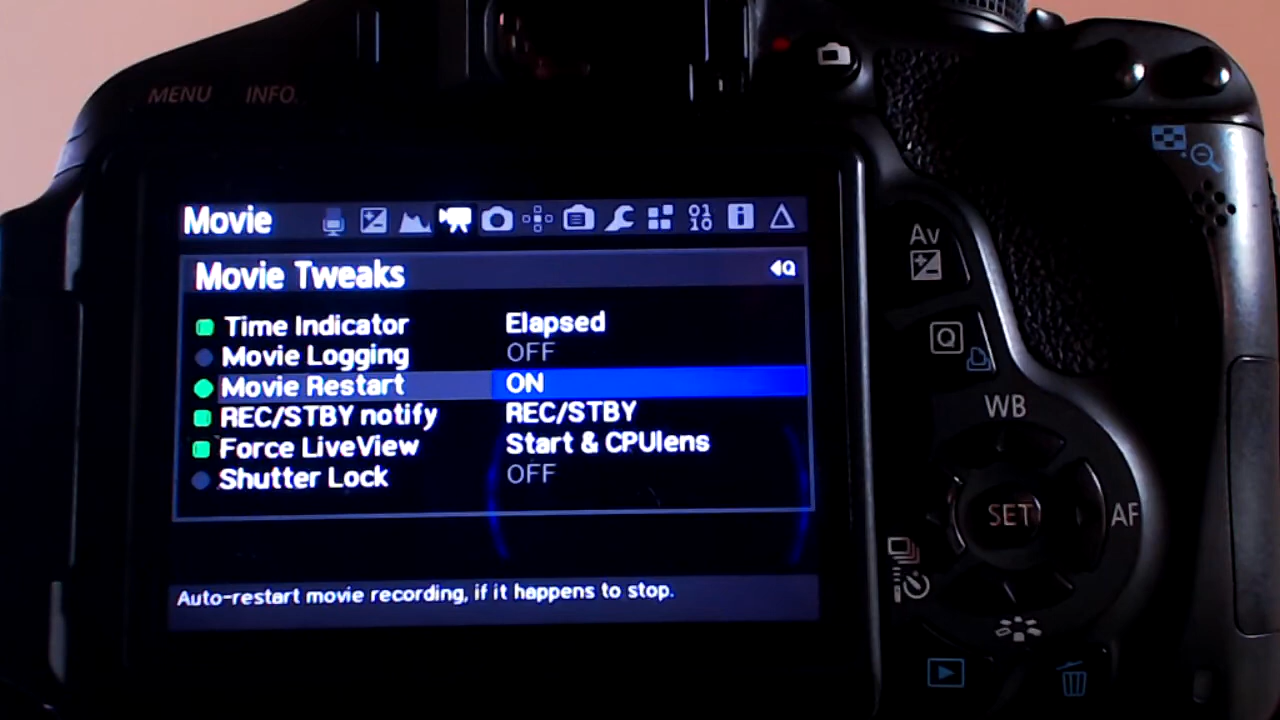 MENU INFO.
Movie
01
10
Movie Tweaks
Q
Time Indicator Elapsed
Movie Logging OFF
Movie Restart ON
REC/STBY notify REC/STBY
Force LiveView Start & CPUlens
Shutter Lock OFF
Auto-restart movie recording, if it happens to stop.
Av
Q
WB
SET
AF